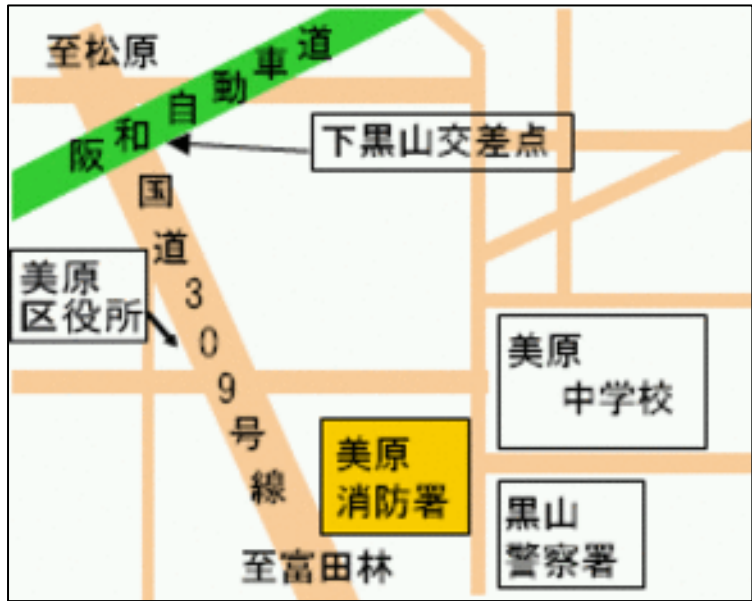 至松原
阪和自動車道
下黒山交差点
国道309号線
美原
区役所
美原
中学校
美原
消防署
黒山
警察署
至富田林